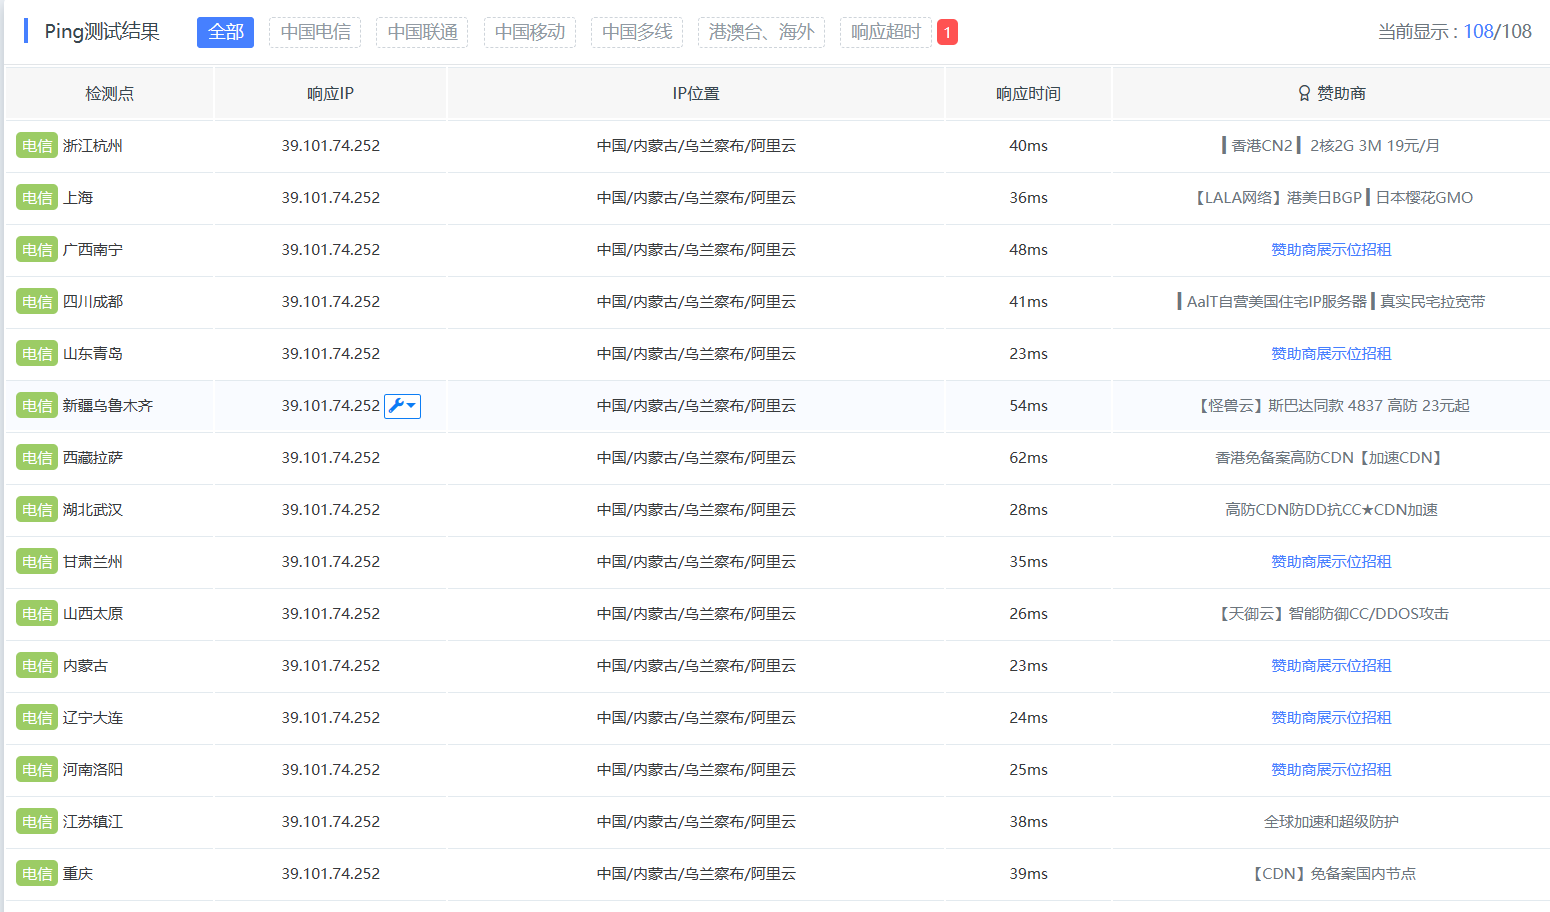 Ping测试结果 全部 中国电信 中国联通 中国移动 中国多线 港澳台、海外 响应超时 1 当前显示 : 108/108
检测点 响应IP IP位置 响应时间 赞助商
电信 浙江杭州 39.101.74.252 中国/内蒙古/乌兰察布/阿里云 40ms ┃香港CN2┃ 2核2G 3M 19元/月
电信 上海 39.101.74.252 中国/内蒙古/乌兰察布/阿里云 36ms 【LALA网络】港美日BGP┃日本樱花GMO
电信 广西南宁 39.101.74.252 中国/内蒙古/乌兰察布/阿里云 48ms 赞助商展示位招租
电信 四川成都 39.101.74.252 中国/内蒙古/乌兰察布/阿里云 41ms ┃AaIT自营美国住宅IP服务器┃真实民宅拉宽带
电信 山东青岛 39.101.74.252 中国/内蒙古/乌兰察布/阿里云 23ms 赞助商展示位招租
电信 新疆乌鲁木齐 39.101.74.252 中国/内蒙古/乌兰察布/阿里云 54ms 【怪兽云】斯巴达同款 4837 高防 23元起
电信 西藏拉萨 39.101.74.252 中国/内蒙古/乌兰察布/阿里云 62ms 香港免备案高防CDN【加速CDN】
电信 湖北武汉 39.101.74.252 中国/内蒙古/乌兰察布/阿里云 28ms 高防CDN防DD抗CC★CDN加速
电信 甘肃兰州 39.101.74.252 中国/内蒙古/乌兰察布/阿里云 35ms 赞助商展示位招租
电信 山西太原 39.101.74.252 中国/内蒙古/乌兰察布/阿里云 26ms 【天御云】智能防御CC/DDOS攻击
电信 内蒙古 39.101.74.252 中国/内蒙古/乌兰察布/阿里云 23ms 赞助商展示位招租
电信 辽宁大连 39.101.74.252 中国/内蒙古/乌兰察布/阿里云 24ms 赞助商展示位招租
电信 河南洛阳 39.101.74.252 中国/内蒙古/乌兰察布/阿里云 25ms 赞助商展示位招租
电信 江苏镇江 39.101.74.252 中国/内蒙古/乌兰察布/阿里云 38ms 全球加速和超级防护
电信 重庆 39.101.74.252 中国/内蒙古/乌兰察布/阿里云 39ms 【CDN】免备案国内节点